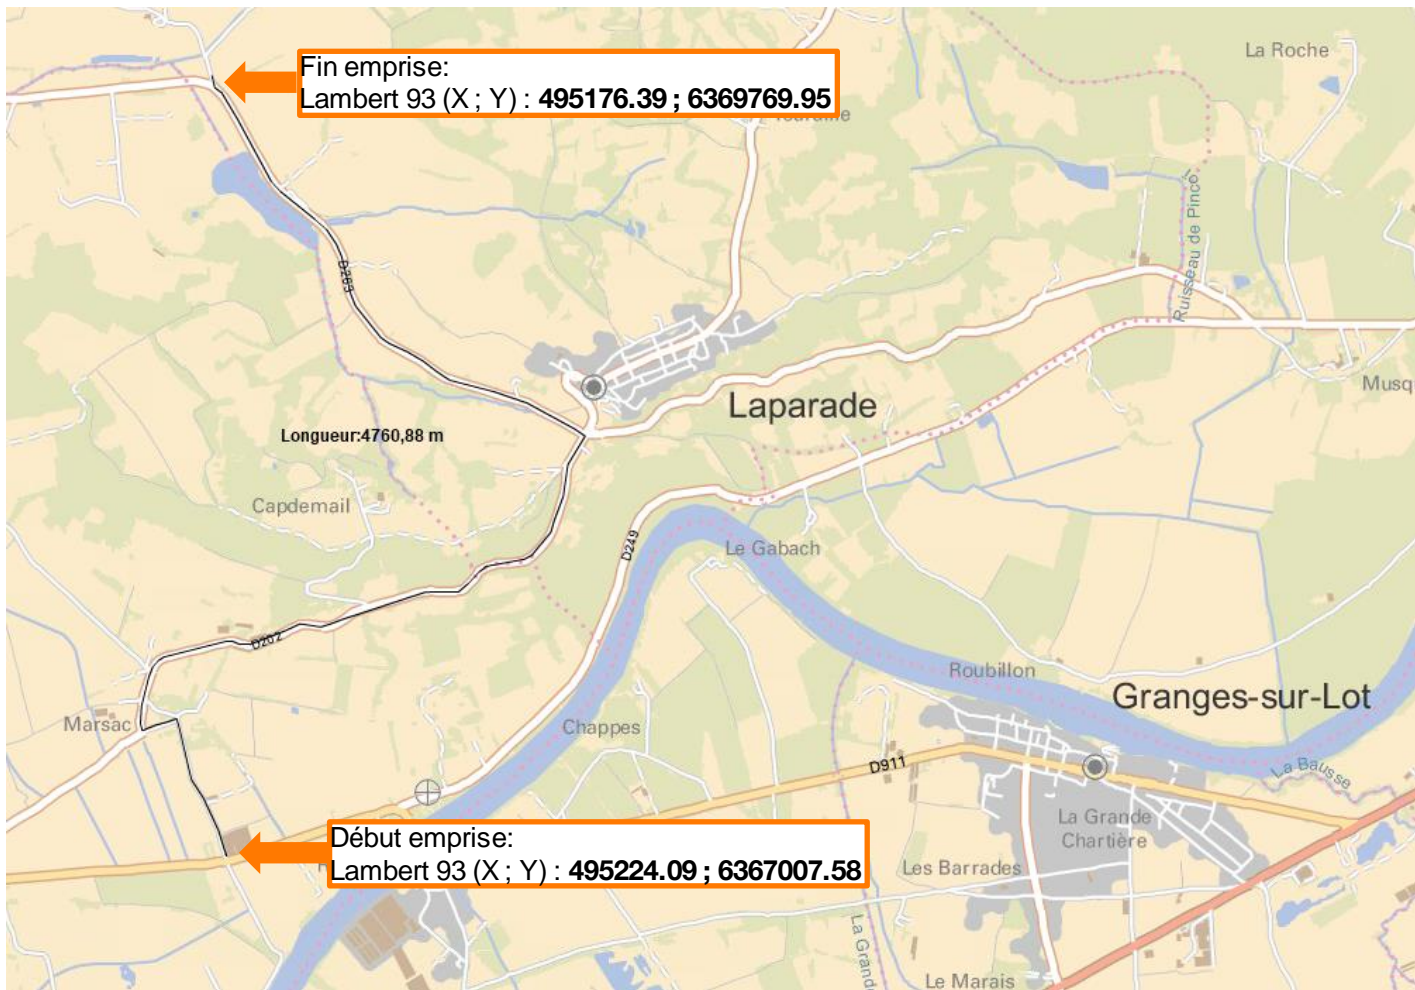 La Roche
Fin emprise:
Lambert 93 (X ; Y) : 495176.39 ; 6369769.95
Ruisseau de Pinco
D263
Musq
Laparade
Longueur:4760,88 m
Capdemail
D249
Le Gabach
D202
Roubillon
Granges-sur-Lot
Marsac
Chappes
D911
La Bausse
La Grande
Chartière
Début emprise:
Lambert 93 (X ; Y) : 495224.09 ; 6367007.58
Les Barrades
La Grande
Le Marais